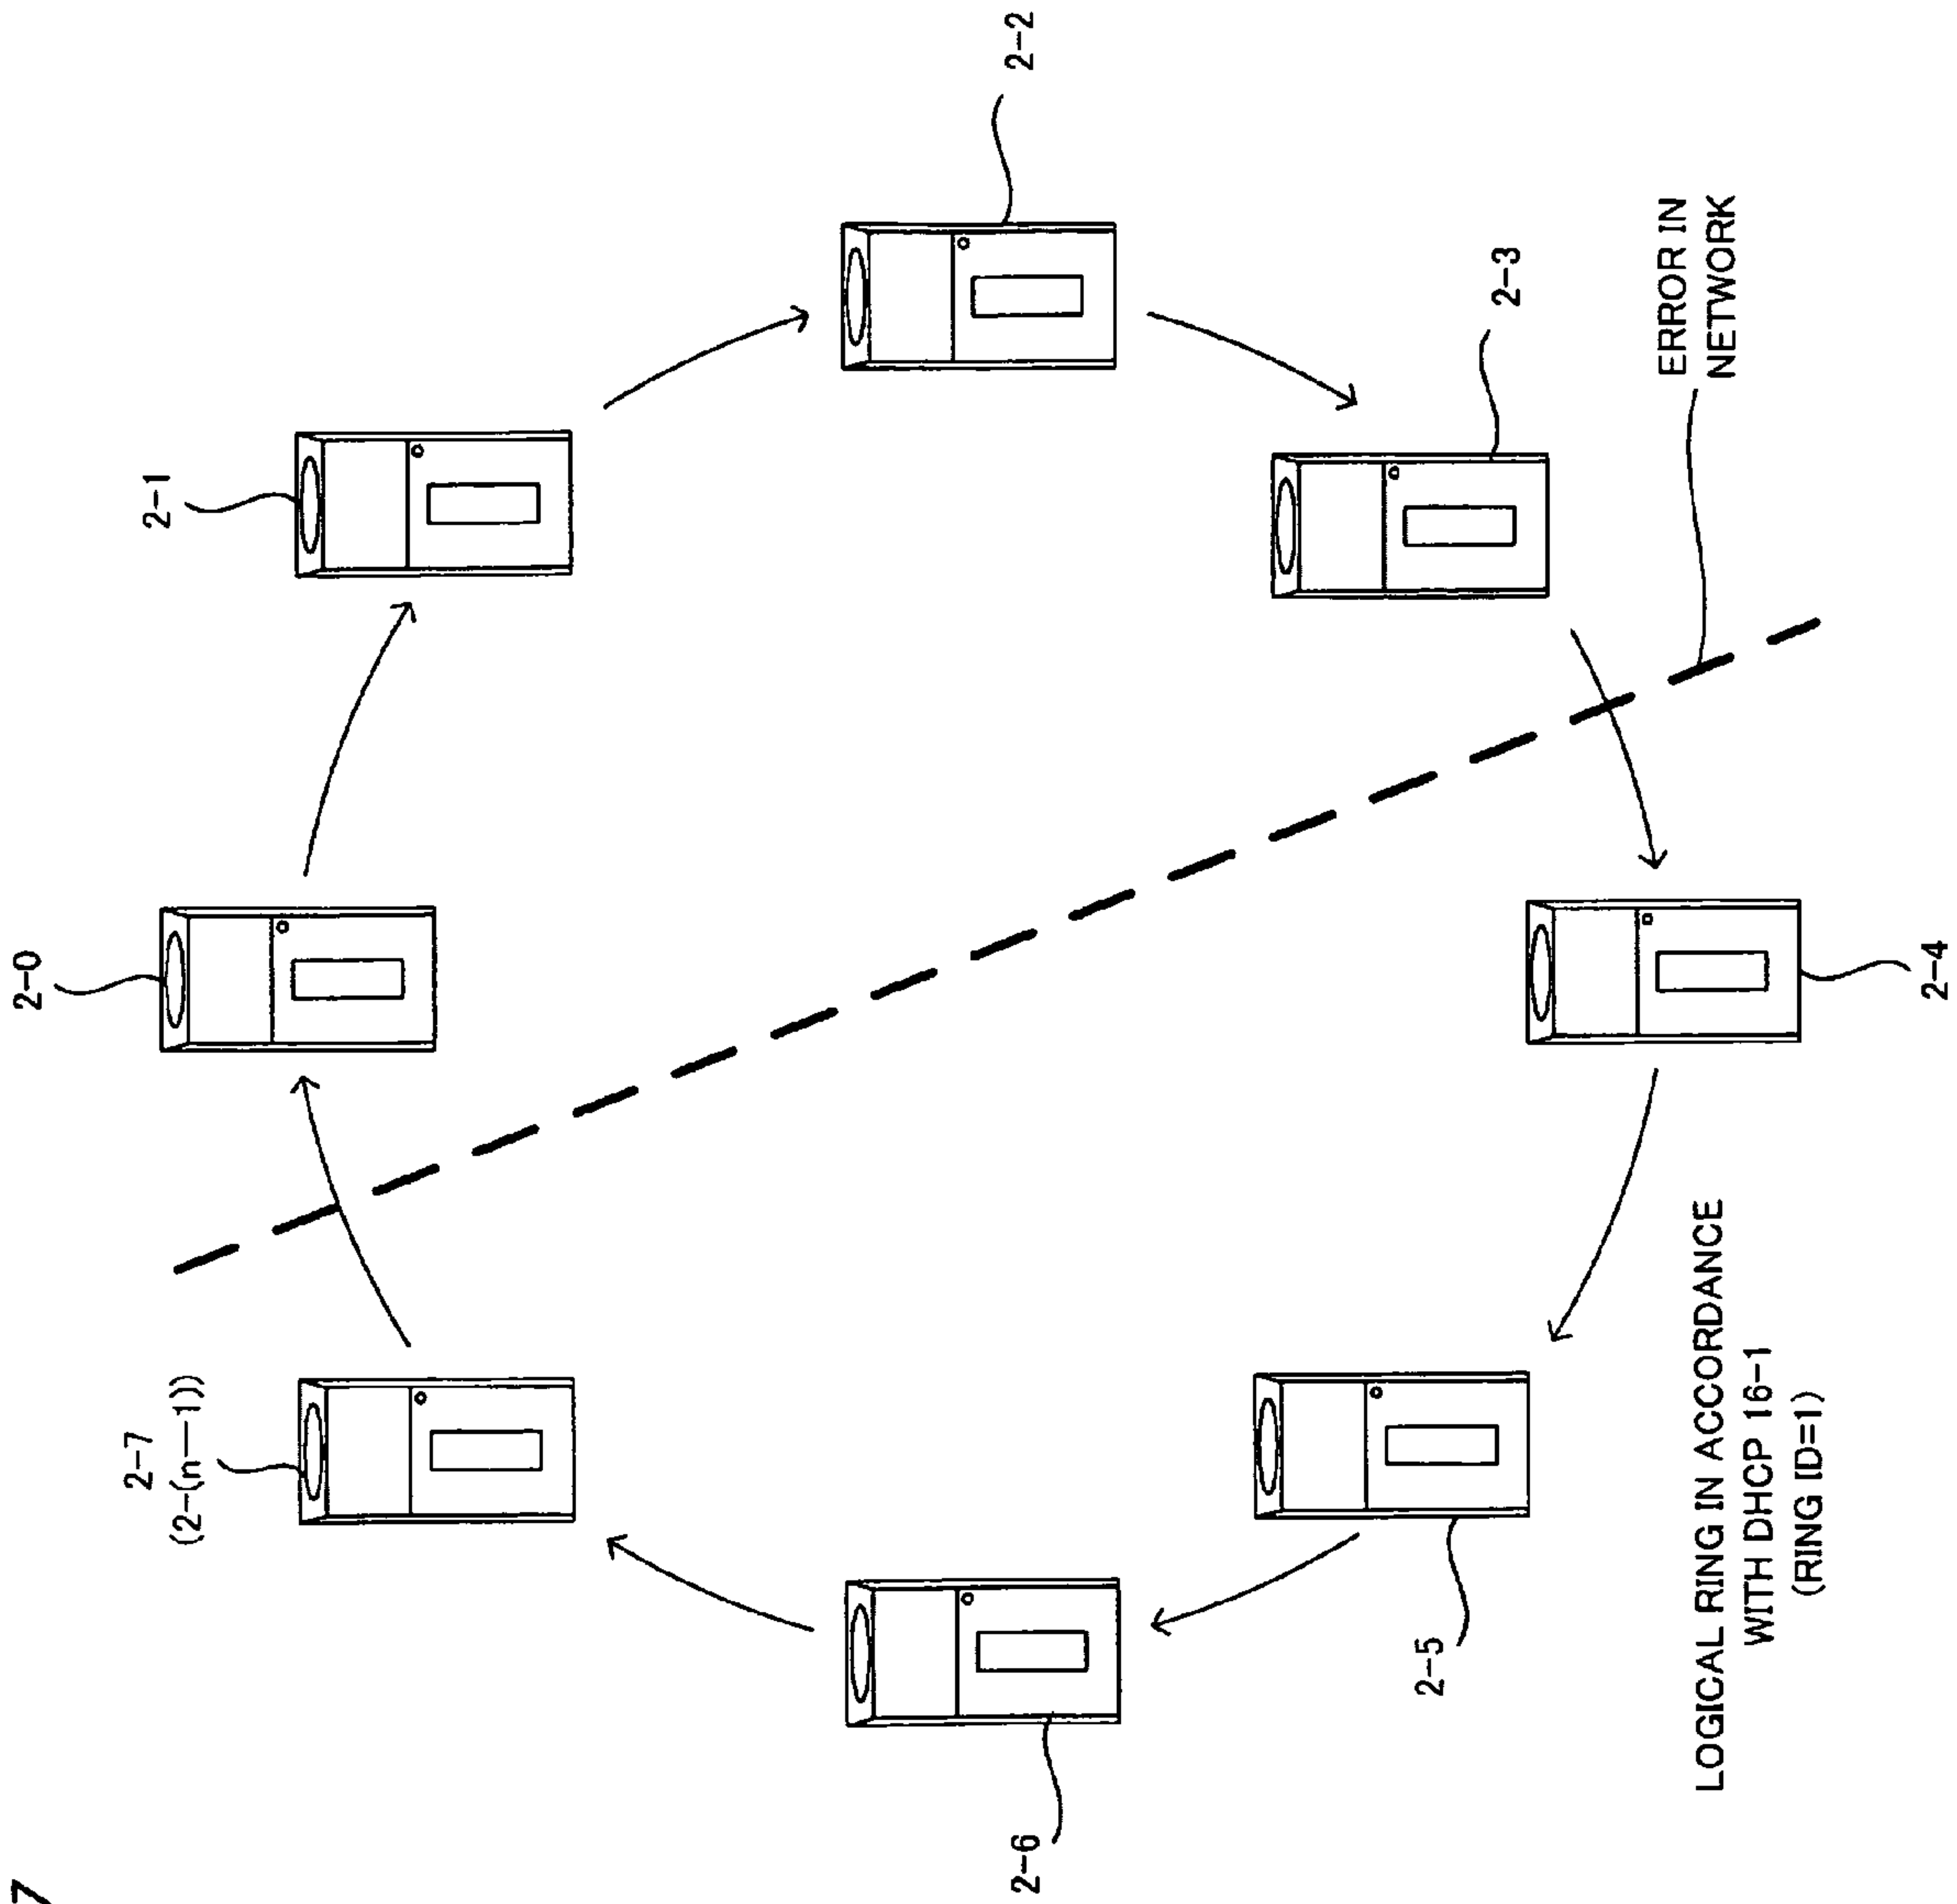 7
2-0
2-7
(2-(n—1))
2-1
2-6
2-2
2-5
2-3
LOGICAL RING IN ACCORDANCE
WITH DHCP 16-1
(RING ID=1)
ERROR IN
NETWORK
2-4